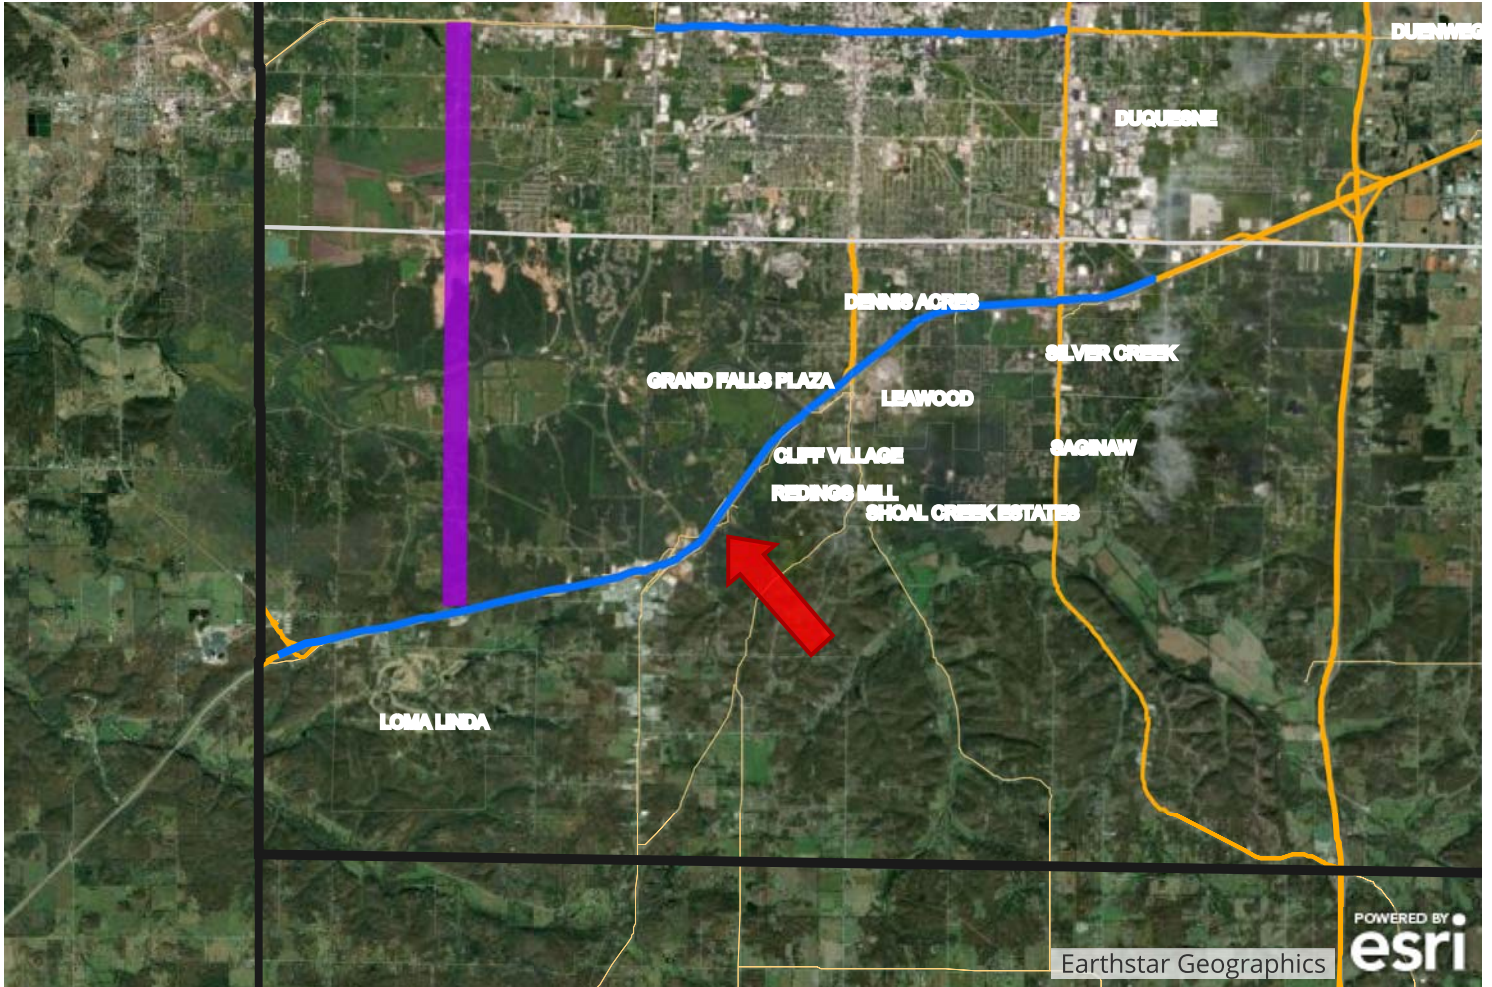 DUENWEG
DUQUESNE
DENNIS ACRES
SILVER CREEK
GRAND FALLS PLAZA
LEAWOOD
SAGINAW
CLIFF VILLAGE
REDINGS MILL
SHOAL CREEK ESTATES
LOMA LINDA
POWERED BY
esri
Earthstar Geographics